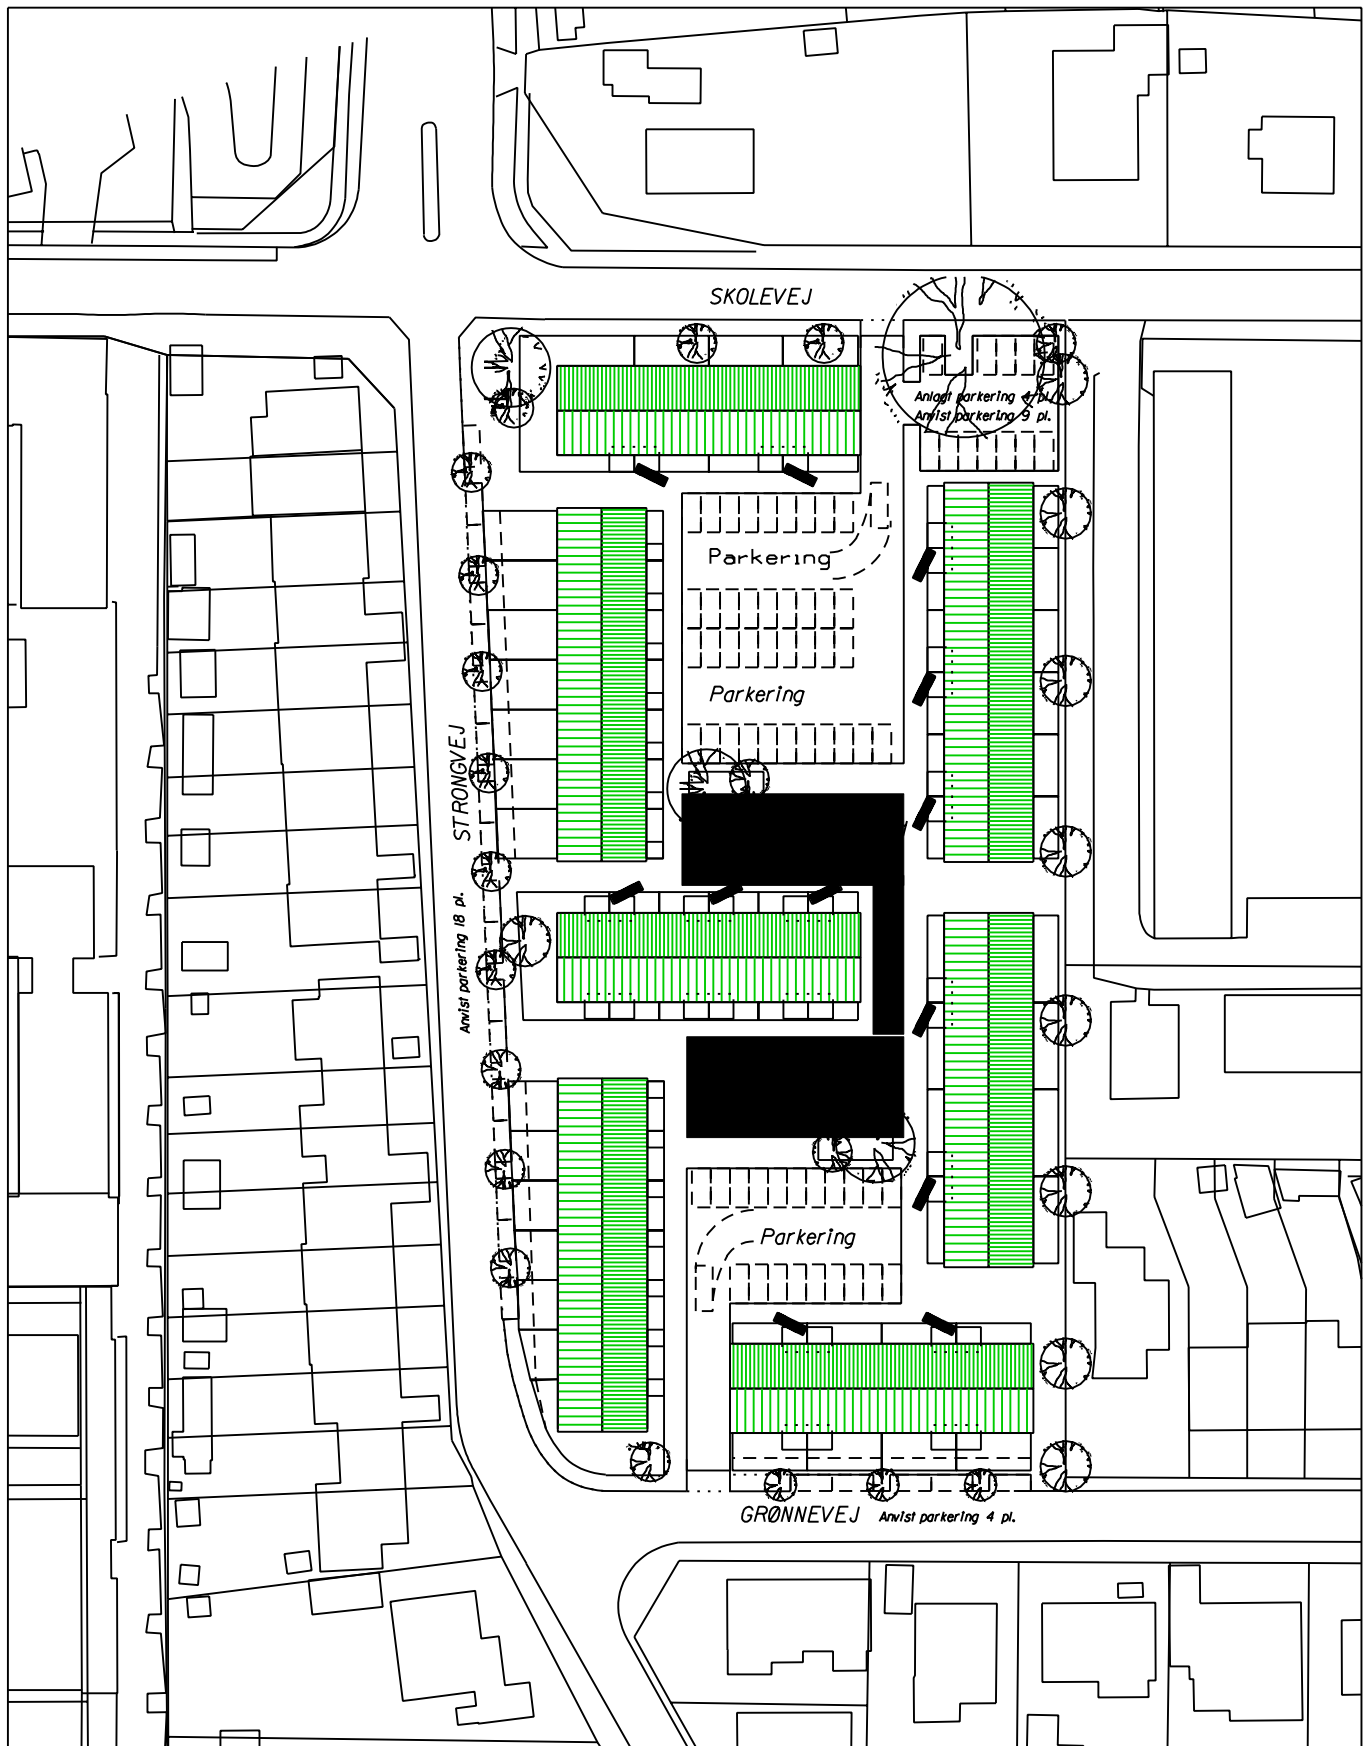 SKOLEVEJ
Anlagt parkering 4 pl.
Anvist parkering 9 pl.
Parkering
Parkering
STRONGVEJ
Anvist parkering 18 pl.
Parkering
GRØNNEVEJ
Anvist parkering 4 pl.